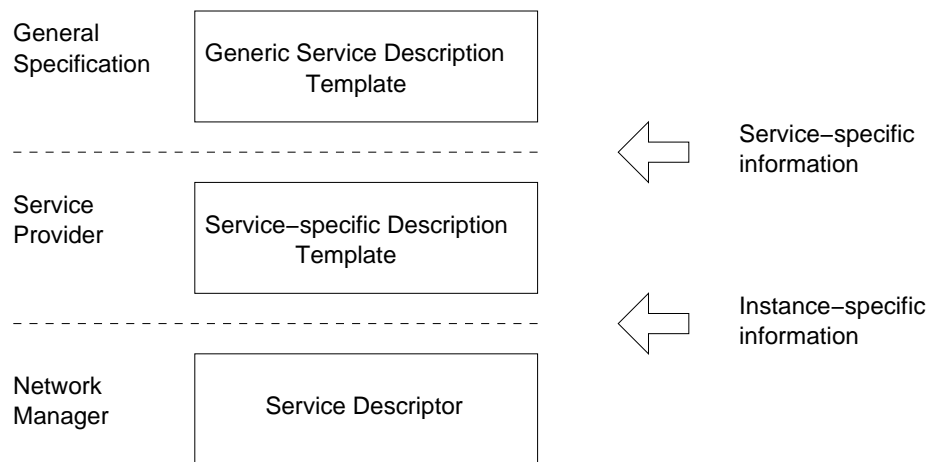 General
Specification
Generic Service Description
Template
Service−specific
information
Service
Provider
Service−specific Description
Template
Instance−specific
information
Network
Manager
Service Descriptor